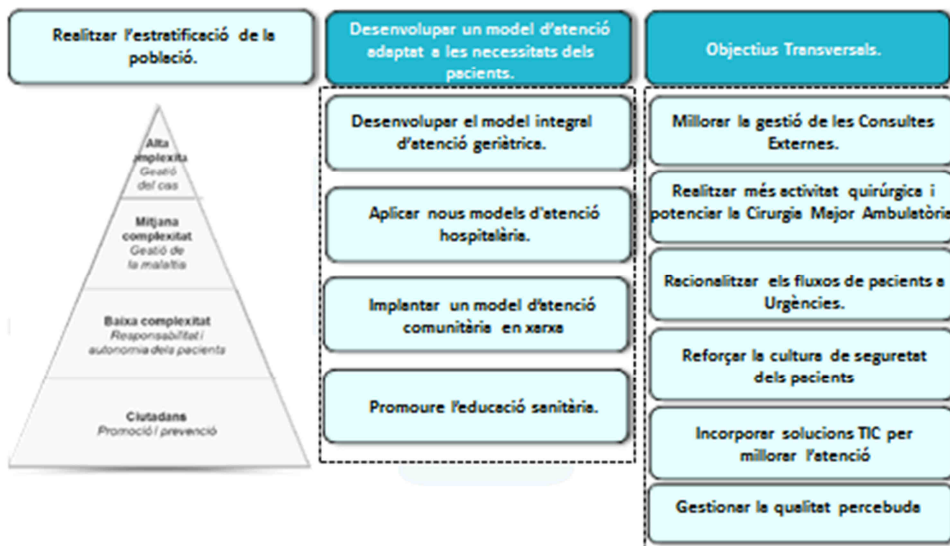 Realitzar l'estratificació de la
població.
Alta
mplexita
Gestió
del cas
Mitjana
complexitat
Gestió de
la malaltia
Baixa complexitat
Responsabilitat i
autonomia dels pacients
Ciutadans
Promoció i prevenció
Desenvolupar un model d'atenció
adaptat a les necessitats dels
pacients.
Desenvolupar el model integral
d'atenció geriàtrica.
Aplicar nous models d'atenció
hospitalària.
Implantar un model d'atenció
comunitària en xarxa
Promoure l'educació sanitària.
Objectius Transversals.
Millorar la gestió de les Consultes
Externes.
Realitzar més activitat quirúrgica i
potenciar la Cirurgia Major Ambulatòria
Racionalitzar els fluxos de pacients a
Urgències.
Reforçar la cultura de seguretat
dels pacients
Incorporar solucions TIC per
millorar l'atenció
Gestionar la qualitat percebuda